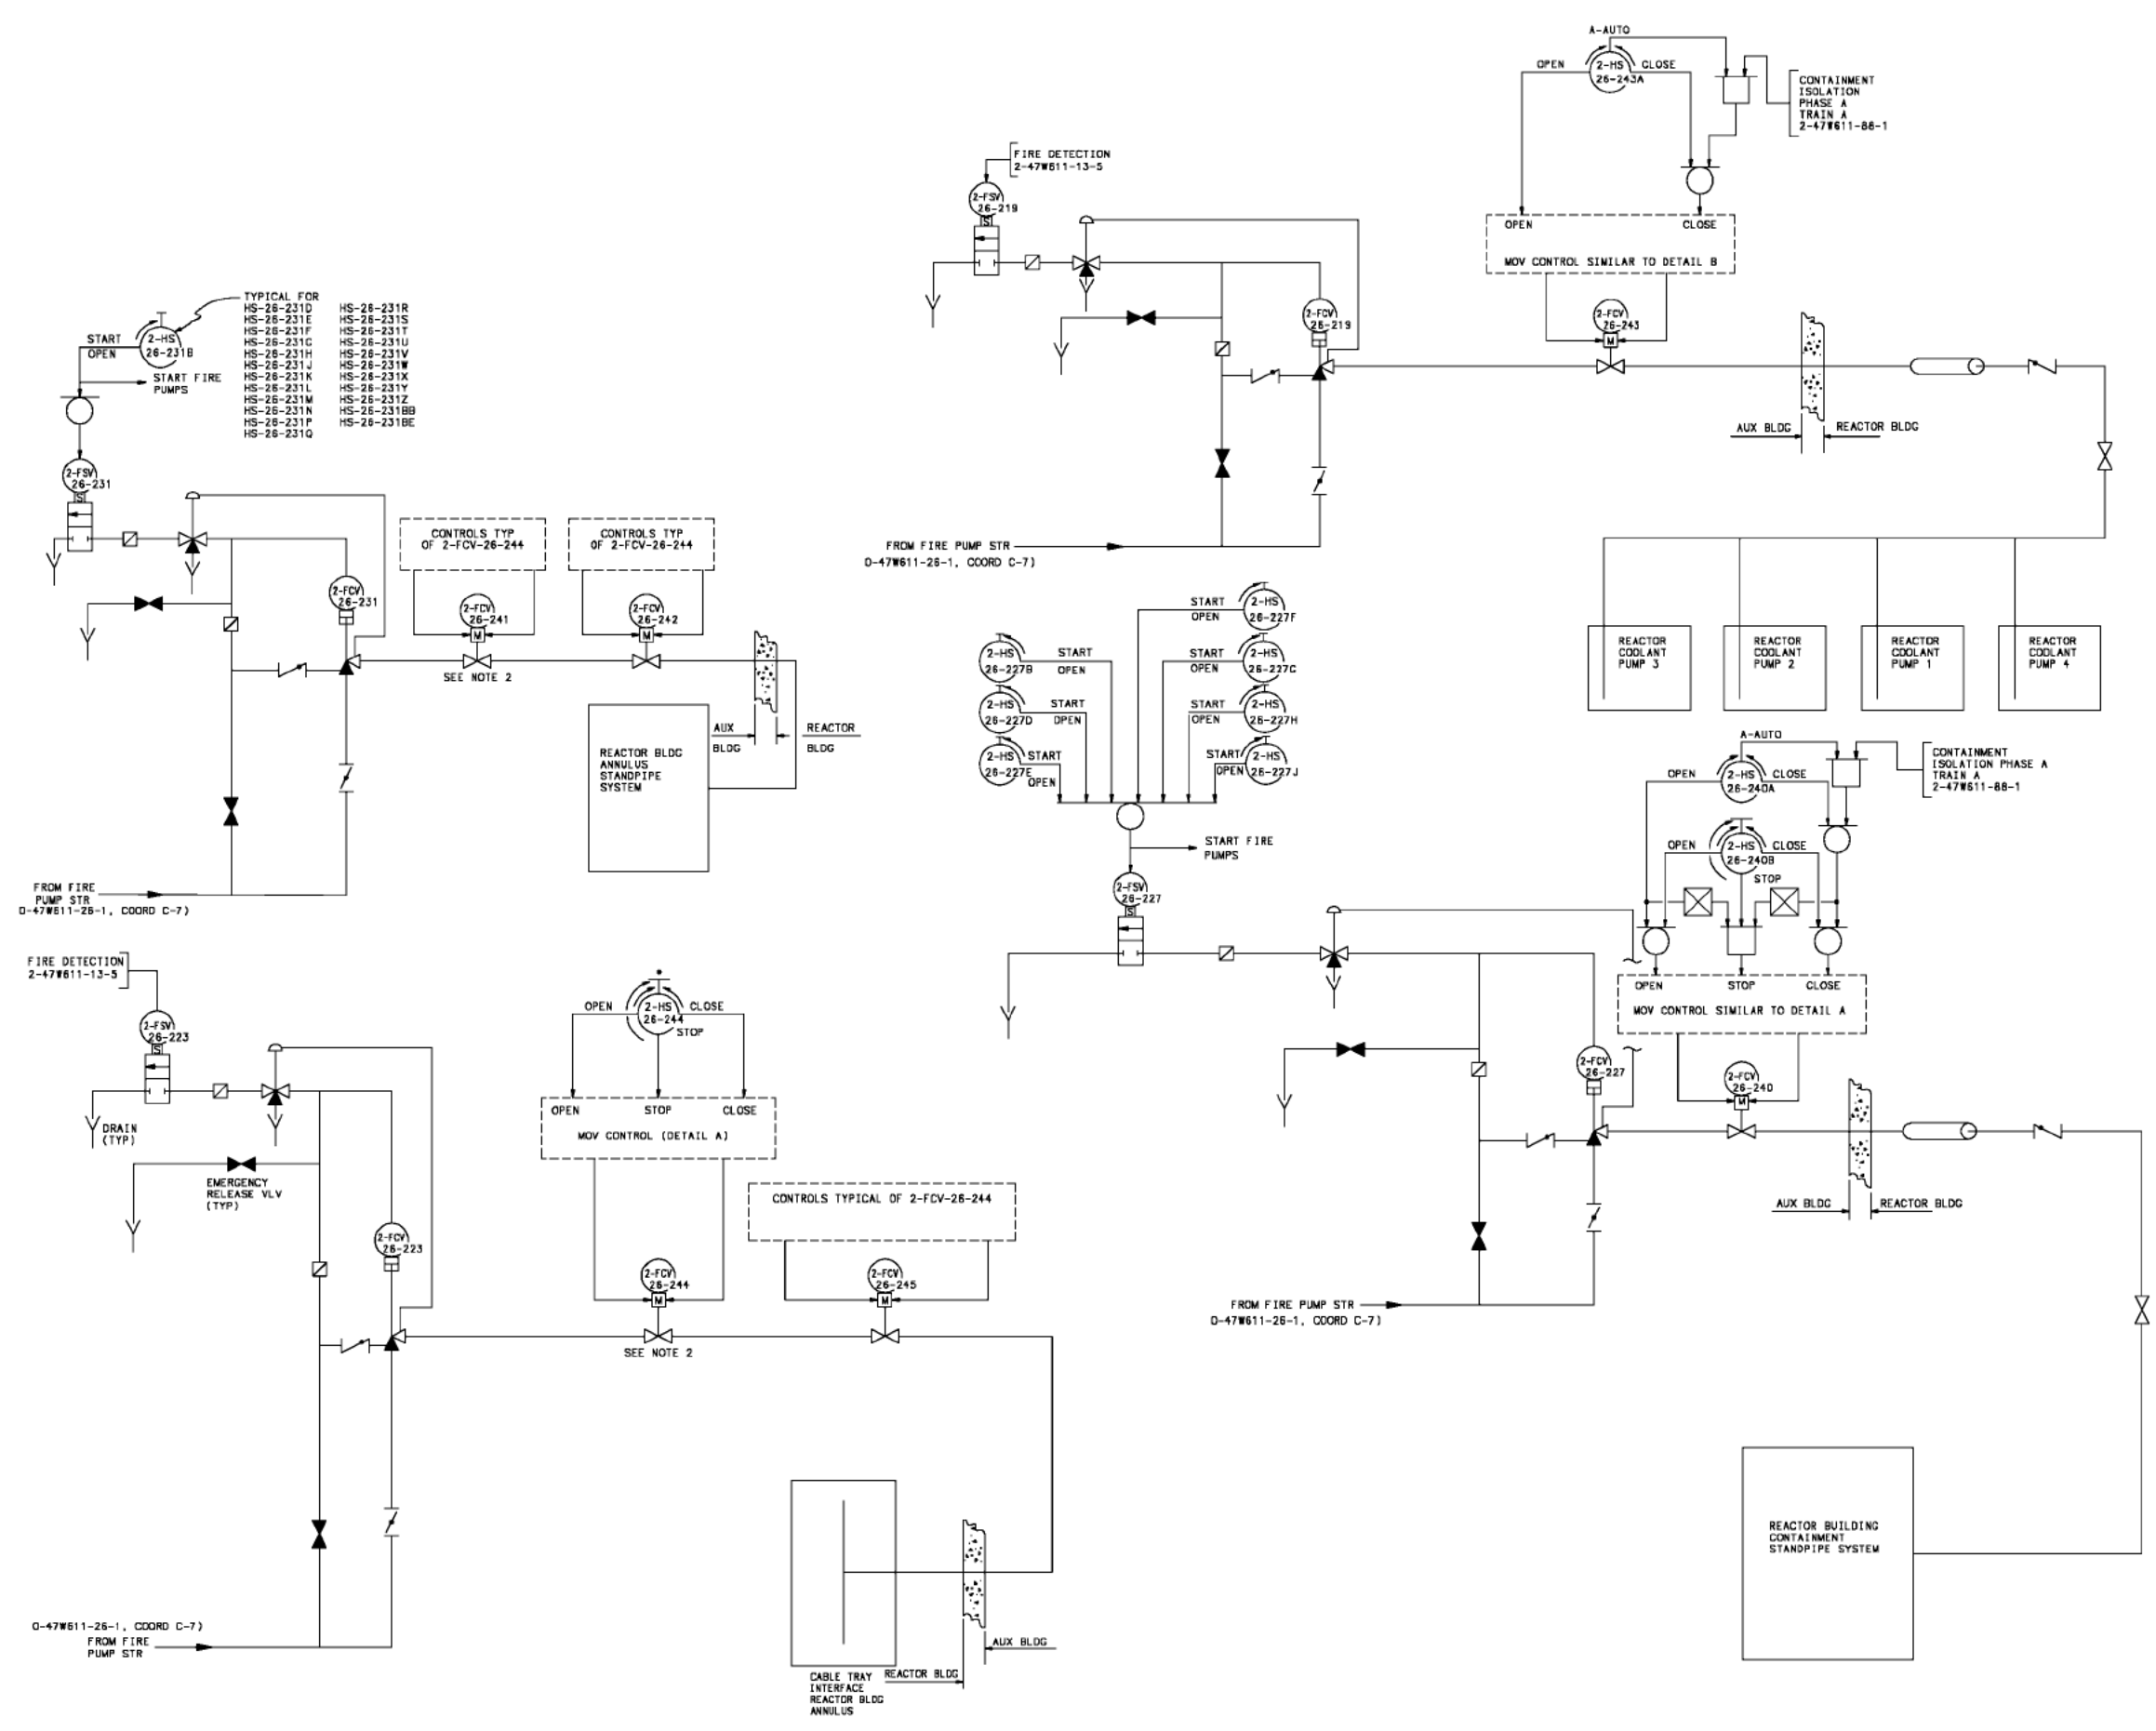 A-AUTO
OPEN
2-HS
26-243A
CLOSE
CONTAINMENT
ISOLATION
PHASE A
TRAIN A
2-47W611-88-1
FIRE DETECTION
2-47W611-13-5
2-FSV
26-219
S
OPEN
CLOSE
MOV CONTROL SIMILAR TO DETAIL B
2-FCV
26-219
2-FCV
26-243
M
AUX BLDG
REACTOR BLDG
FROM FIRE PUMP STR
0-47W611-26-1, COORD C-7)
REACTOR
COOLANT
PUMP 3
REACTOR
COOLANT
PUMP 2
REACTOR
COOLANT
PUMP 1
REACTOR
COOLANT
PUMP 4
START
OPEN
2-HS
26-231B
TYPICAL FOR
HS-26-231D HS-26-231R
HS-26-231E HS-26-231S
HS-26-231F HS-26-231T
HS-26-231G HS-26-231U
HS-26-231H HS-26-231V
HS-26-231J HS-26-231W
HS-26-231K HS-26-231X
HS-26-231L HS-26-231Y
HS-26-231M HS-26-231Z
HS-26-231N HS-26-231BB
HS-26-231P HS-26-231BE
HS-26-231Q
START FIRE
PUMPS
2-FSV
26-231
S
2-FCV
26-231
CONTROLS TYP
OF 2-FCV-26-244
CONTROLS TYP
OF 2-FCV-26-244
2-FCV
26-241
M
2-FCV
26-242
M
SEE NOTE 2
AUX
BLDG
REACTOR
BLDG
REACTOR BLDG
ANNULUS
STANDPIPE
SYSTEM
FROM FIRE
PUMP STR
0-47W611-26-1, COORD C-7)
START
OPEN
2-HS
26-227F
2-HS
26-227B
START
OPEN
START
OPEN
2-HS
26-227G
2-HS
26-227D
START
OPEN
START
OPEN
2-HS
26-227H
2-HS
26-227E
START
OPEN
START
OPEN
2-HS
26-227J
START FIRE
PUMPS
2-FSV
26-227
S
A-AUTO
OPEN
2-HS
26-240A
CLOSE
CONTAINMENT
ISOLATION PHASE A
TRAIN A
2-47W611-88-1
OPEN
2-HS
26-240B
CLOSE
STOP
OPEN
STOP
CLOSE
MOV CONTROL SIMILAR TO DETAIL A
2-FCV
26-227
2-FCV
26-240
M
AUX BLDG
REACTOR BLDG
FROM FIRE PUMP STR
0-47W611-26-1, COORD C-7)
REACTOR BUILDING
CONTAINMENT
STANDPIPE SYSTEM
FIRE DETECTION
2-47W611-13-5
2-FSV
26-223
S
DRAIN
(TYP)
EMERGENCY
RELEASE VLV
(TYP)
2-FCV
26-223
OPEN
2-HS
26-244
CLOSE
STOP
OPEN
STOP
CLOSE
MOV CONTROL (DETAIL A)
CONTROLS TYPICAL OF 2-FCV-26-244
2-FCV
26-244
M
2-FCV
26-245
M
SEE NOTE 2
0-47W611-26-1, COORD C-7)
FROM FIRE
PUMP STR
AUX BLDG
REACTOR BLDG
CABLE TRAY
INTERFACE
REACTOR BLDG
ANNULUS